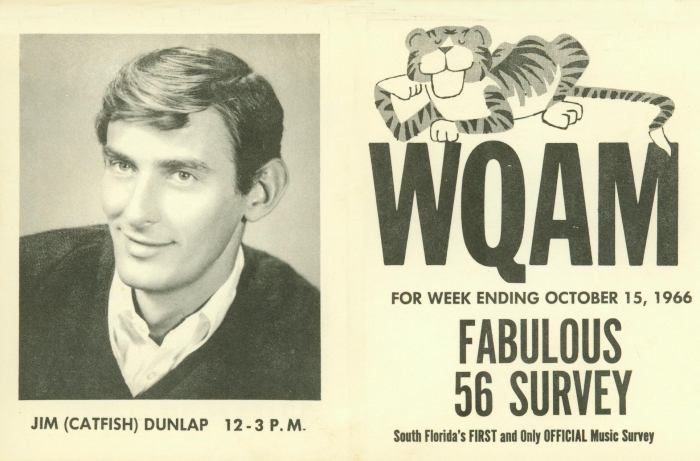 JIM (CATFISH) DUNLAP 12-3 P.M.
WQAM
FOR WEEK ENDING OCTOBER 15, 1966
FABULOUS
56 SURVEY
South Florida's FIRST and Only OFFICIAL Music Survey